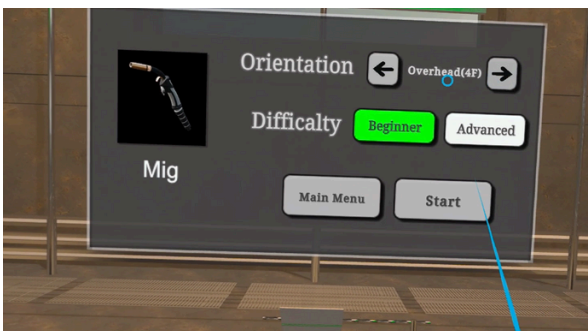 Orientation
Overhead(4F)
Difficalty
Beginner
Advanced
Mig
Main Menu
Start